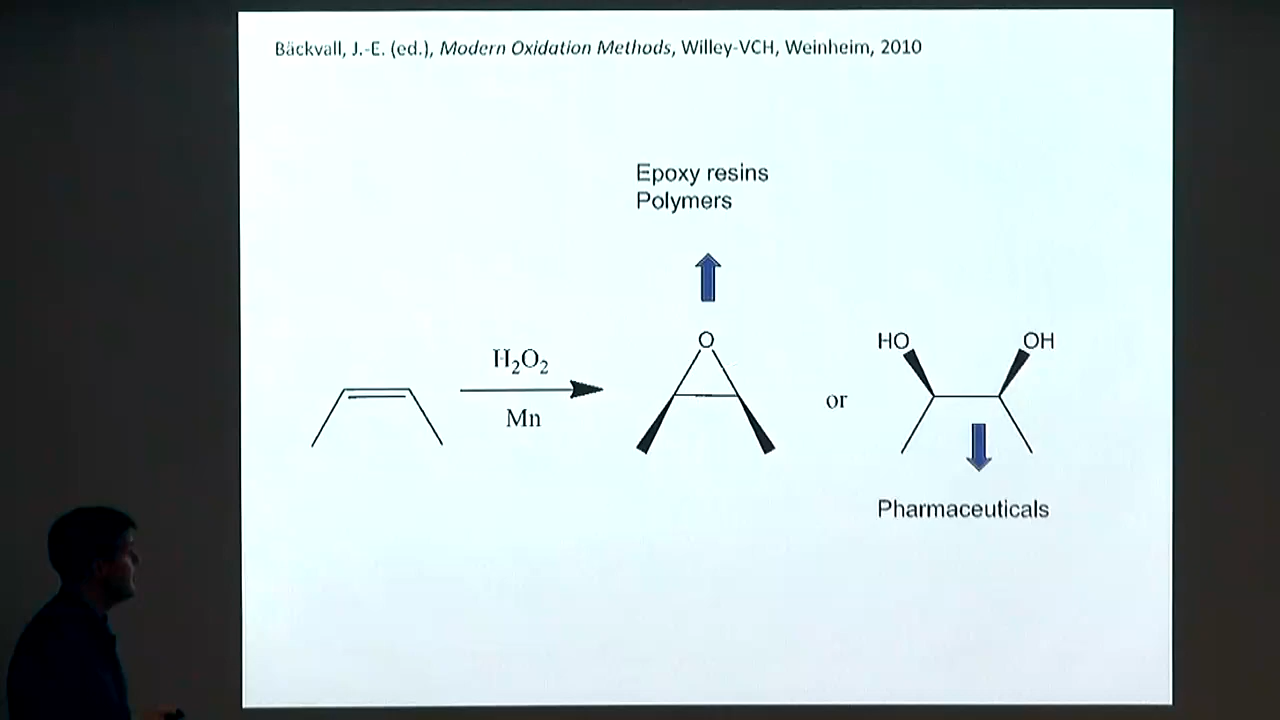 Bäckvall, J.-E. (ed.), Modern Oxidation Methods, Willey-VCH, Weinheim, 2010
Epoxy resins
Polymers
H₂O₂
Mn
O
or
HO
OH
Pharmaceuticals